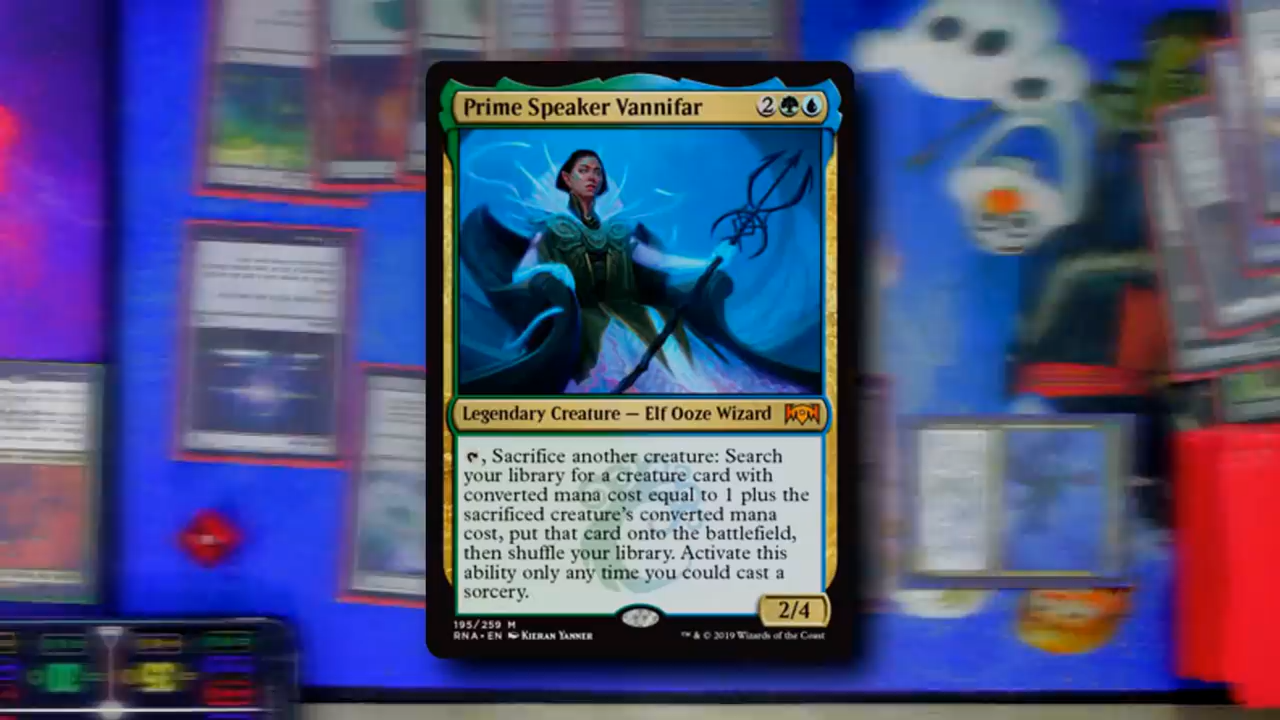 Prime Speaker Vannifar 2
Legendary Creature — Elf Ooze Wizard
, Sacrifice another creature: Search
your library for a creature card with
converted mana cost equal to 1 plus the
sacrificed creature's converted mana
cost, put that card onto the battlefield,
then shuffle your library. Activate this
ability only any time you could cast a
sorcery.
2/4
195/259 M
RNA • EN Kieran Yanner
™ & © 2019 Wizards of the Coast